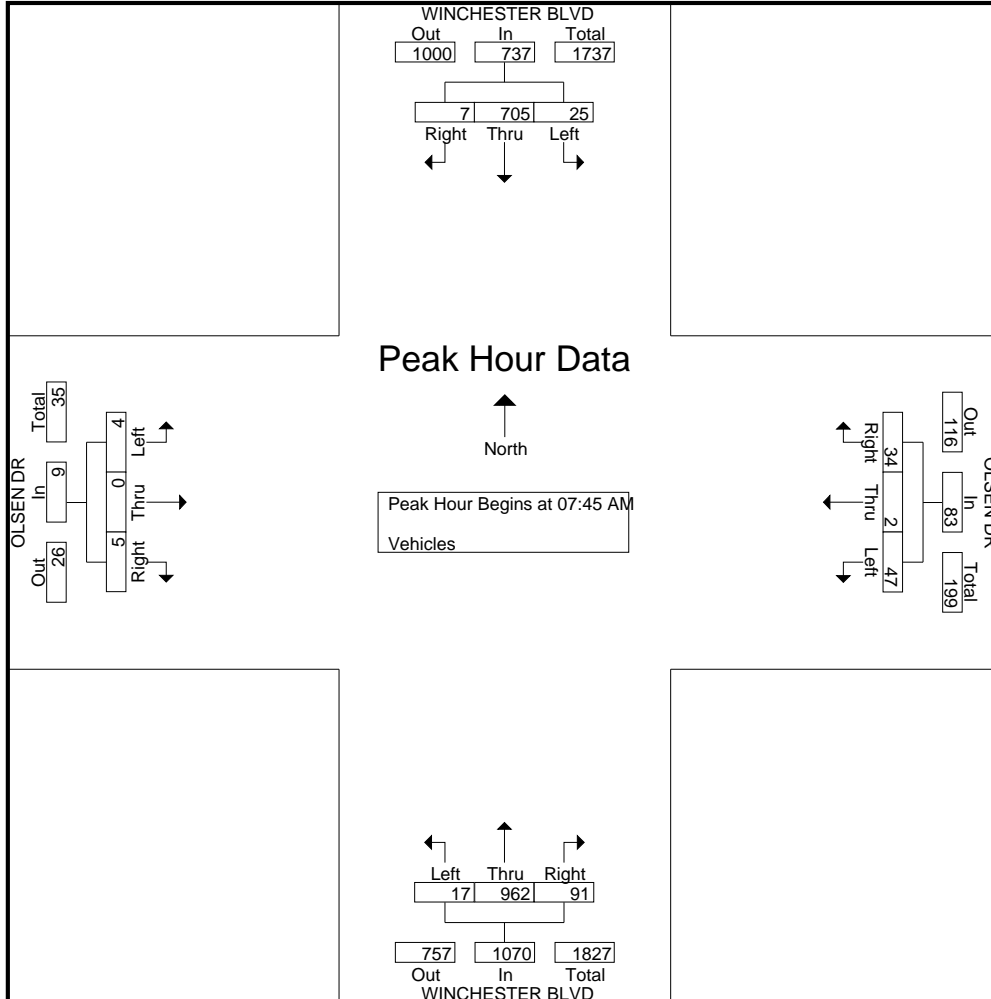 WINCHESTER BLVD
Out In Total
1000 737 1737
7 705 25
Right Thru Left
Peak Hour Data
North
Peak Hour Begins at 07:45 AM
Vehicles
OLSEN DR
Out In Total
26 9 35
Left Thru Right
4 0 5
OLSEN DR
Out In Total
116 83 199
Right Thru Left
34 2 47
Left Thru Right
17 962 91
757 1070 1827
Out In Total
WINCHESTER BLVD